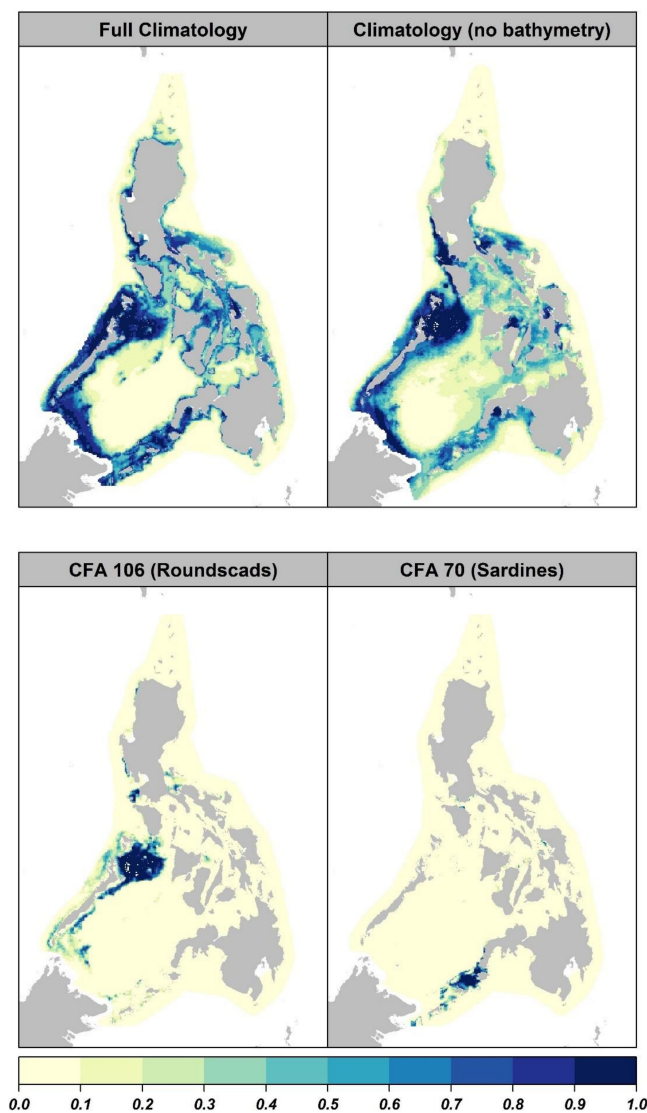 Full Climatology
Climatology (no bathymetry)
CFA 106 (Roundscads)
CFA 70 (Sardines)
0.0 0.1 0.2 0.3 0.4 0.5 0.6 0.7 0.8 0.9 1.0